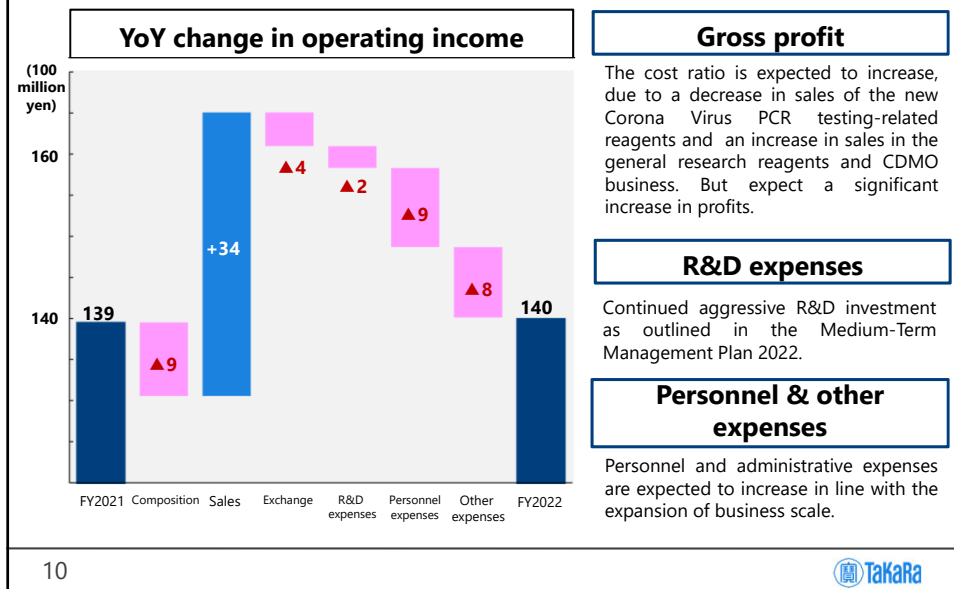 YoY change in operating income
(100
million
yen)
160
140
139
▲9
+34
▲4
▲2
▲9
▲8
140
FY2021
Composition
Sales
Exchange
R&D
expenses
Personnel
expenses
Other
expenses
FY2022
Gross profit
The cost ratio is expected to increase,
due to a decrease in sales of the new
Corona Virus PCR testing-related
reagents and an increase in sales in the
general research reagents and CDMO
business. But expect a significant
increase in profits.
R&D expenses
Continued aggressive R&D investment
as outlined in the Medium-Term
Management Plan 2022.
Personnel & other
expenses
Personnel and administrative expenses
are expected to increase in line with the
expansion of business scale.
10
寳 TaKaRa